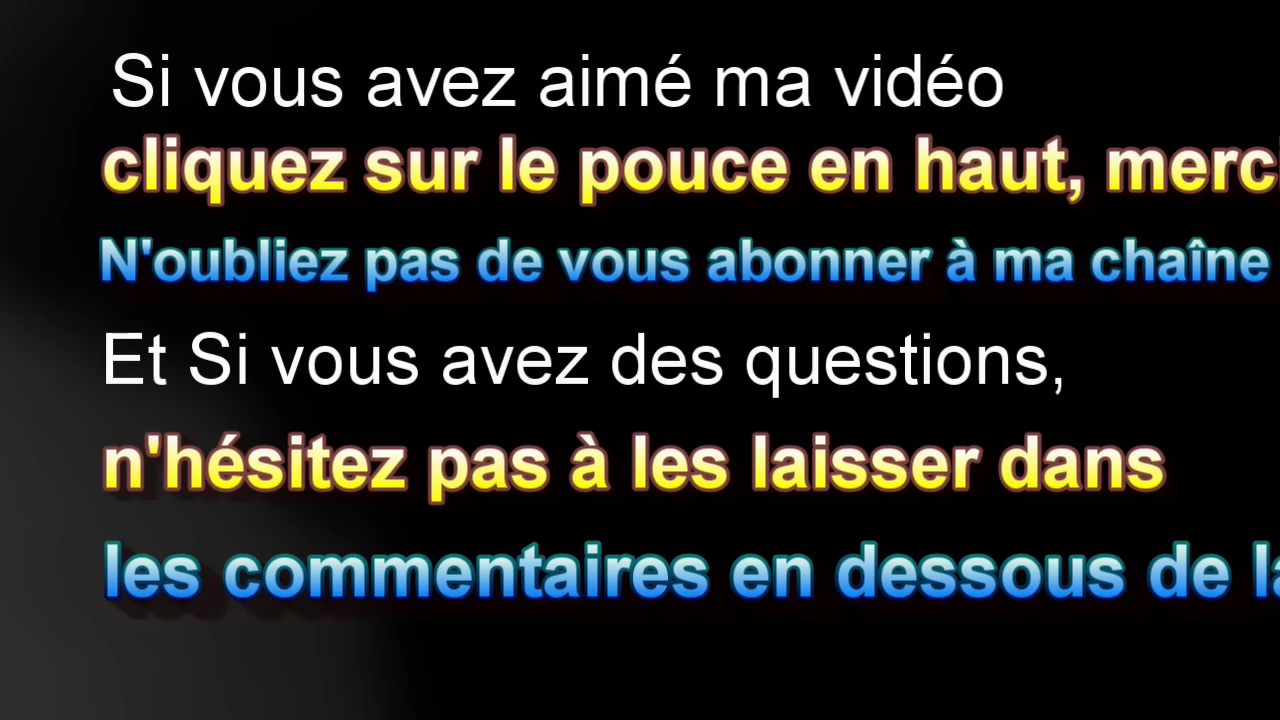 Si vous avez aimé ma vidéo
cliquez sur le pouce en haut, merc
N'oubliez pas de vous abonner à ma chaîne
Et Si vous avez des questions,
n'hésitez pas à les laisser dans
les commentaires en dessous de la